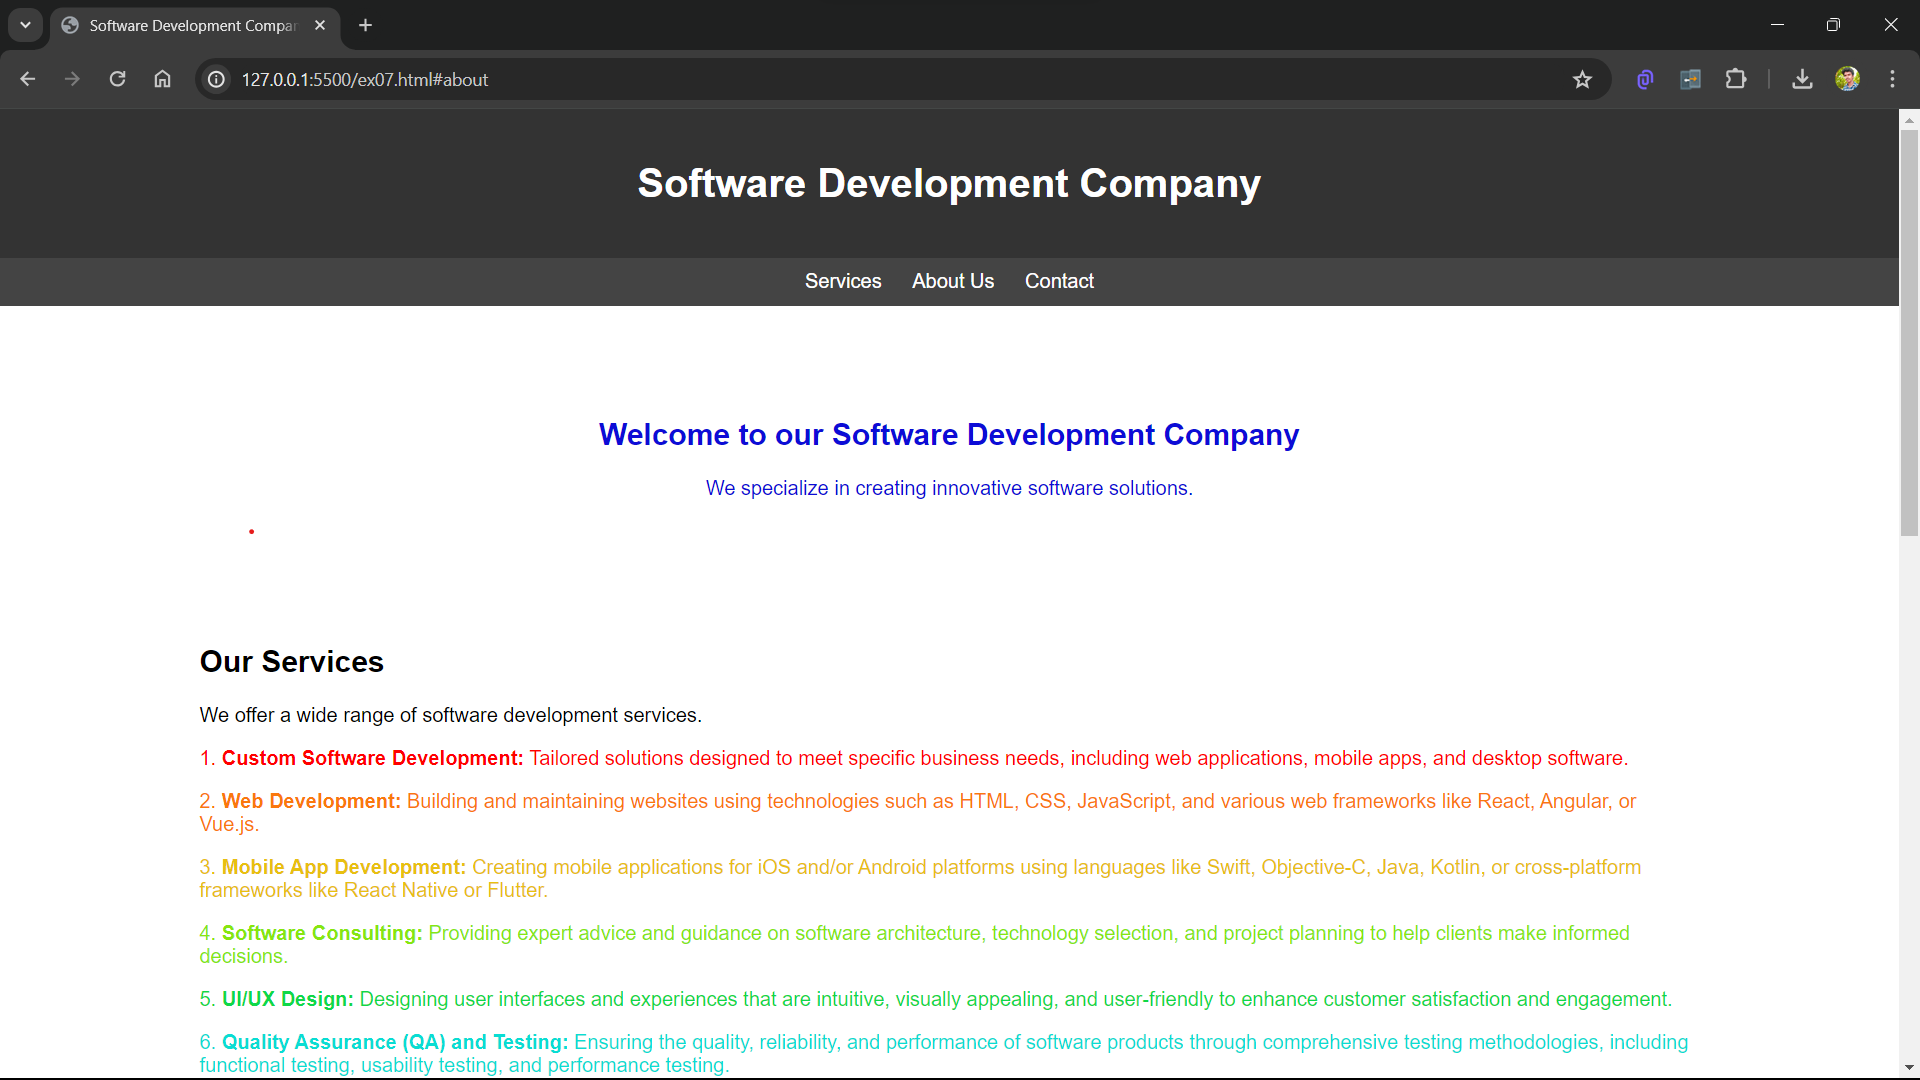 Software Development Compa
127.0.0.1:5500/ex07.html#about
Software Development Company
Services About Us Contact
Welcome to our Software Development Company
We specialize in creating innovative software solutions.
Our Services
We offer a wide range of software development services.
1. Custom Software Development: Tailored solutions designed to meet specific business needs, including web applications, mobile apps, and desktop software.
2. Web Development: Building and maintaining websites using technologies such as HTML, CSS, JavaScript, and various web frameworks like React, Angular, or
Vue.js.
3. Mobile App Development: Creating mobile applications for iOS and/or Android platforms using languages like Swift, Objective-C, Java, Kotlin, or cross-platform
frameworks like React Native or Flutter.
4. Software Consulting: Providing expert advice and guidance on software architecture, technology selection, and project planning to help clients make informed
decisions.
5. UI/UX Design: Designing user interfaces and experiences that are intuitive, visually appealing, and user-friendly to enhance customer satisfaction and engagement.
6. Quality Assurance (QA) and Testing: Ensuring the quality, reliability, and performance of software products through comprehensive testing methodologies, including
functional testing, usability testing, and performance testing.